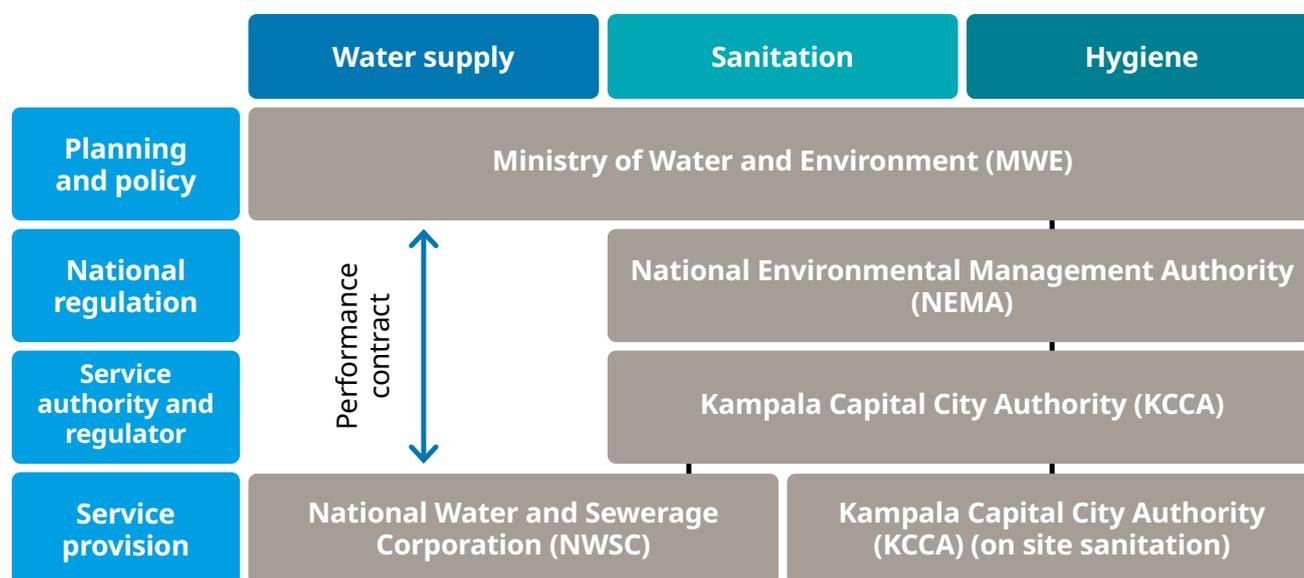 Water supply
Sanitation
Hygiene
Planning
and policy
Ministry of Water and Environment (MWE)
National
regulation
Performance
contract
National Environmental Management Authority
(NEMA)
Service
authority and
regulator
Kampala Capital City Authority (KCCA)
Service
provision
National Water and Sewerage
Corporation (NWSC)
Kampala Capital City Authority
(KCCA) (on site sanitation)